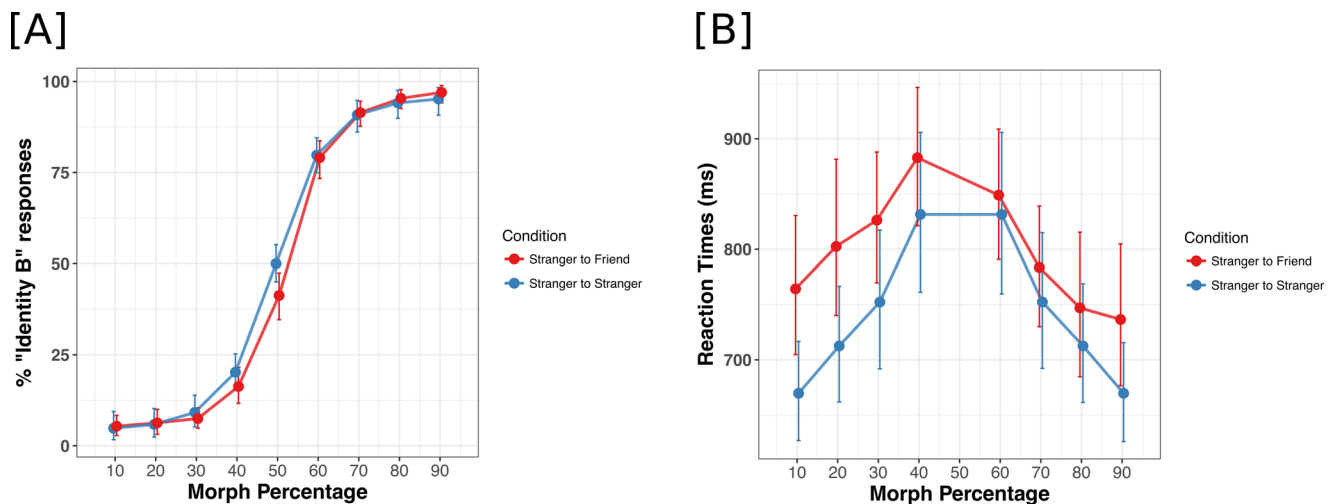 [A]
% "Identity B" responses
100
75
50
25
0
10 20 30 40 50 60 70 80 90
Morph Percentage
Condition
Stranger to Friend
Stranger to Stranger
[B]
Reaction Times (ms)
900
800
700
10 20 30 40 50 60 70 80 90
Morph Percentage
Condition
Stranger to Friend
Stranger to Stranger